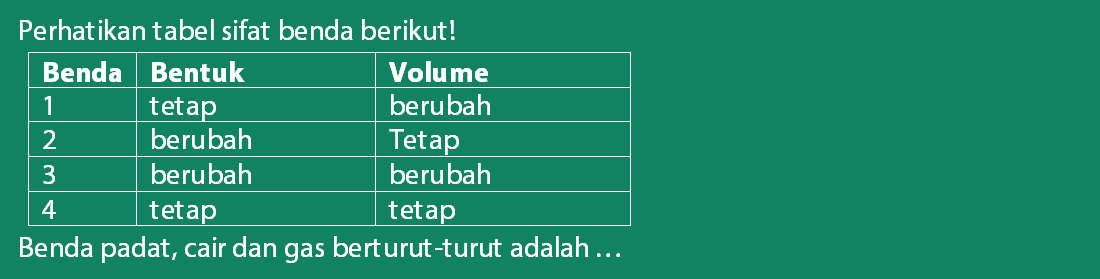 Perhatikan tabel sifat benda berikut!
Benda Bentuk Volume
1 tetap berubah
2 berubah Tetap
3 berubah berubah
4 tetap tetap
Benda padat, cair dan gas berturut-turut adalah ...